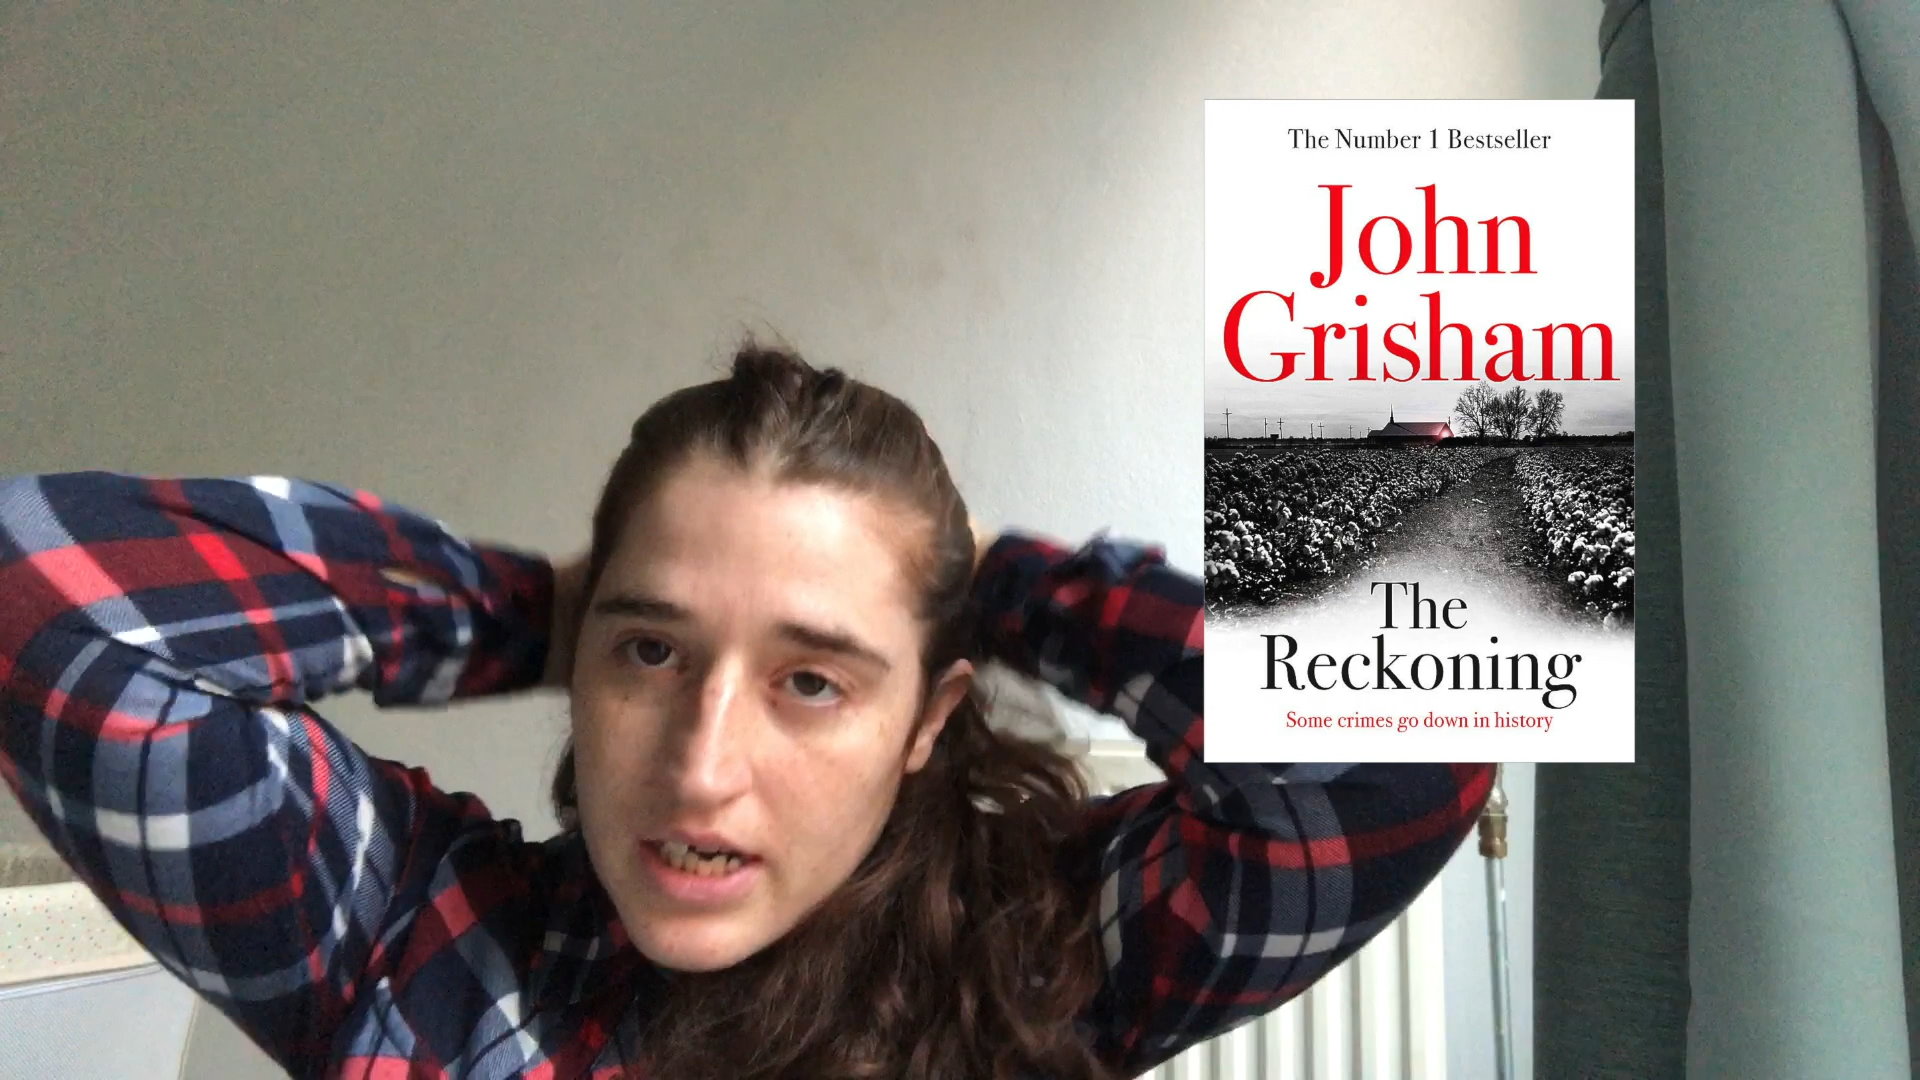 The Number 1 Bestseller
John
Grisham
The
Reckoning
Some crimes go down in history